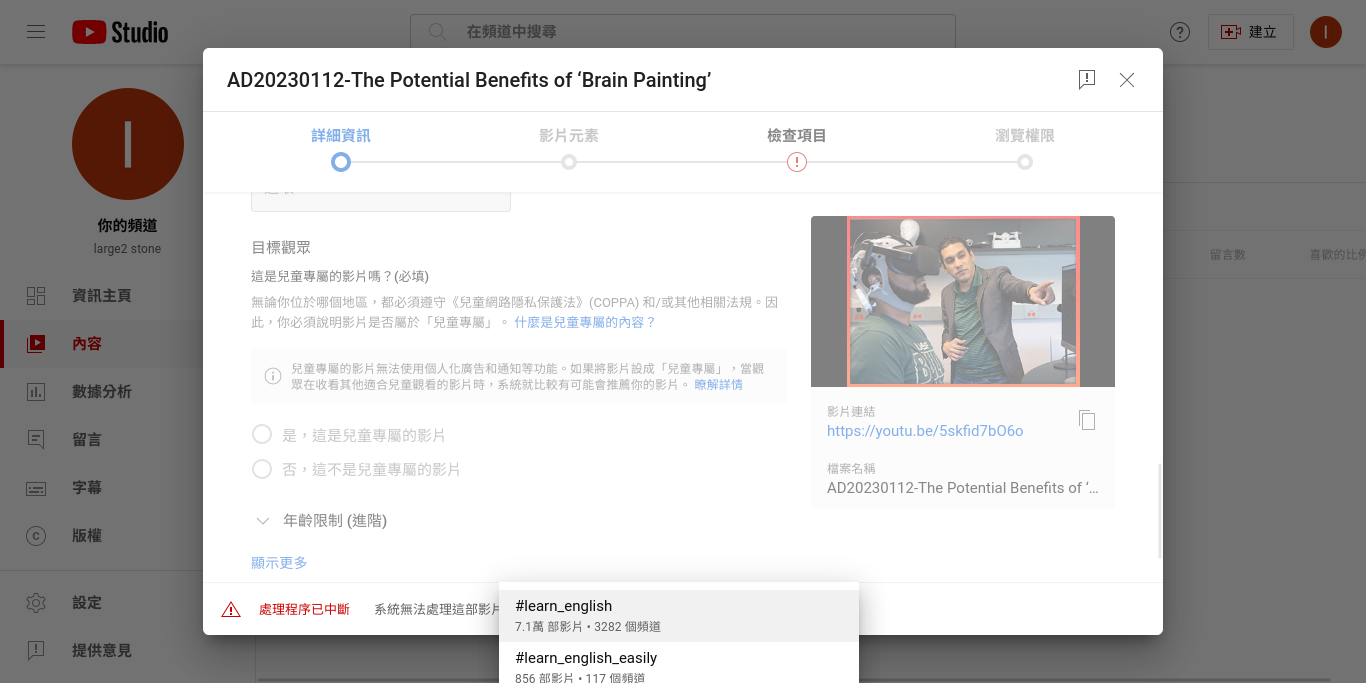 Studio
在頻道中搜尋
建立
I
I
你的頻道
large2 stone
資訊主頁
內容
數據分析
留言
字幕
版權
設定
提供意見
留言數
喜歡的比例
AD20230112-The Potential Benefits of ‘Brain Painting’
詳細資訊
影片元素
檢查項目
瀏覽權限
目標觀眾
這是兒童專屬的影片嗎？(必填)
無論你位於哪個地區，都必須遵守《兒童網路隱私保護法》(COPPA) 和/或其他相關法規。因
此，你必須說明影片是否屬於「兒童專屬」。 什麼是兒童專屬的內容？
兒童專屬的影片無法使用個人化廣告和通知等功能。如果將影片設成「兒童專屬」，當觀
眾在收看其他適合兒童觀看的影片時，系統就比較有可能會推薦你的影片。 瞭解詳情
是，這是兒童專屬的影片
否，這不是兒童專屬的影片
年齡限制 (進階)
顯示更多
影片連結
https://youtu.be/5skfid7bO6o
檔案名稱
AD20230112-The Potential Benefits of ‘...
處理程序已中斷
系統無法處理這部影片
#learn_english
7.1萬 部影片 • 3282 個頻道
#learn_english_easily
856 部影片 • 117 個頻道